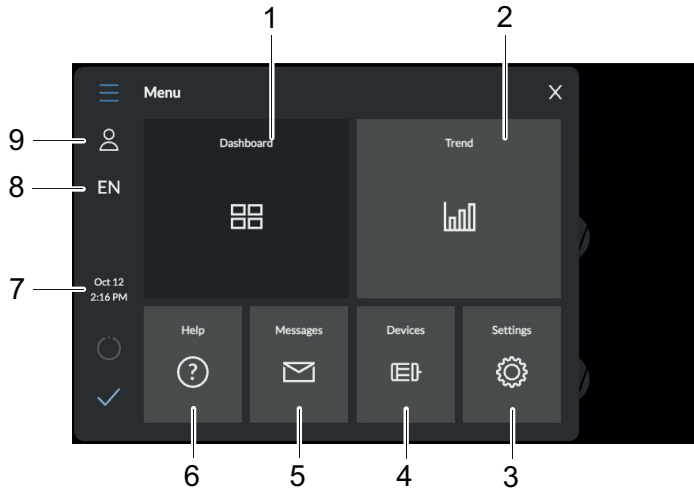 1 2
Menu X
9
Dashboard Trend
8 EN
7 Oct 12
2:16 PM
Help Messages Devices Settings
?
6 5 4 3